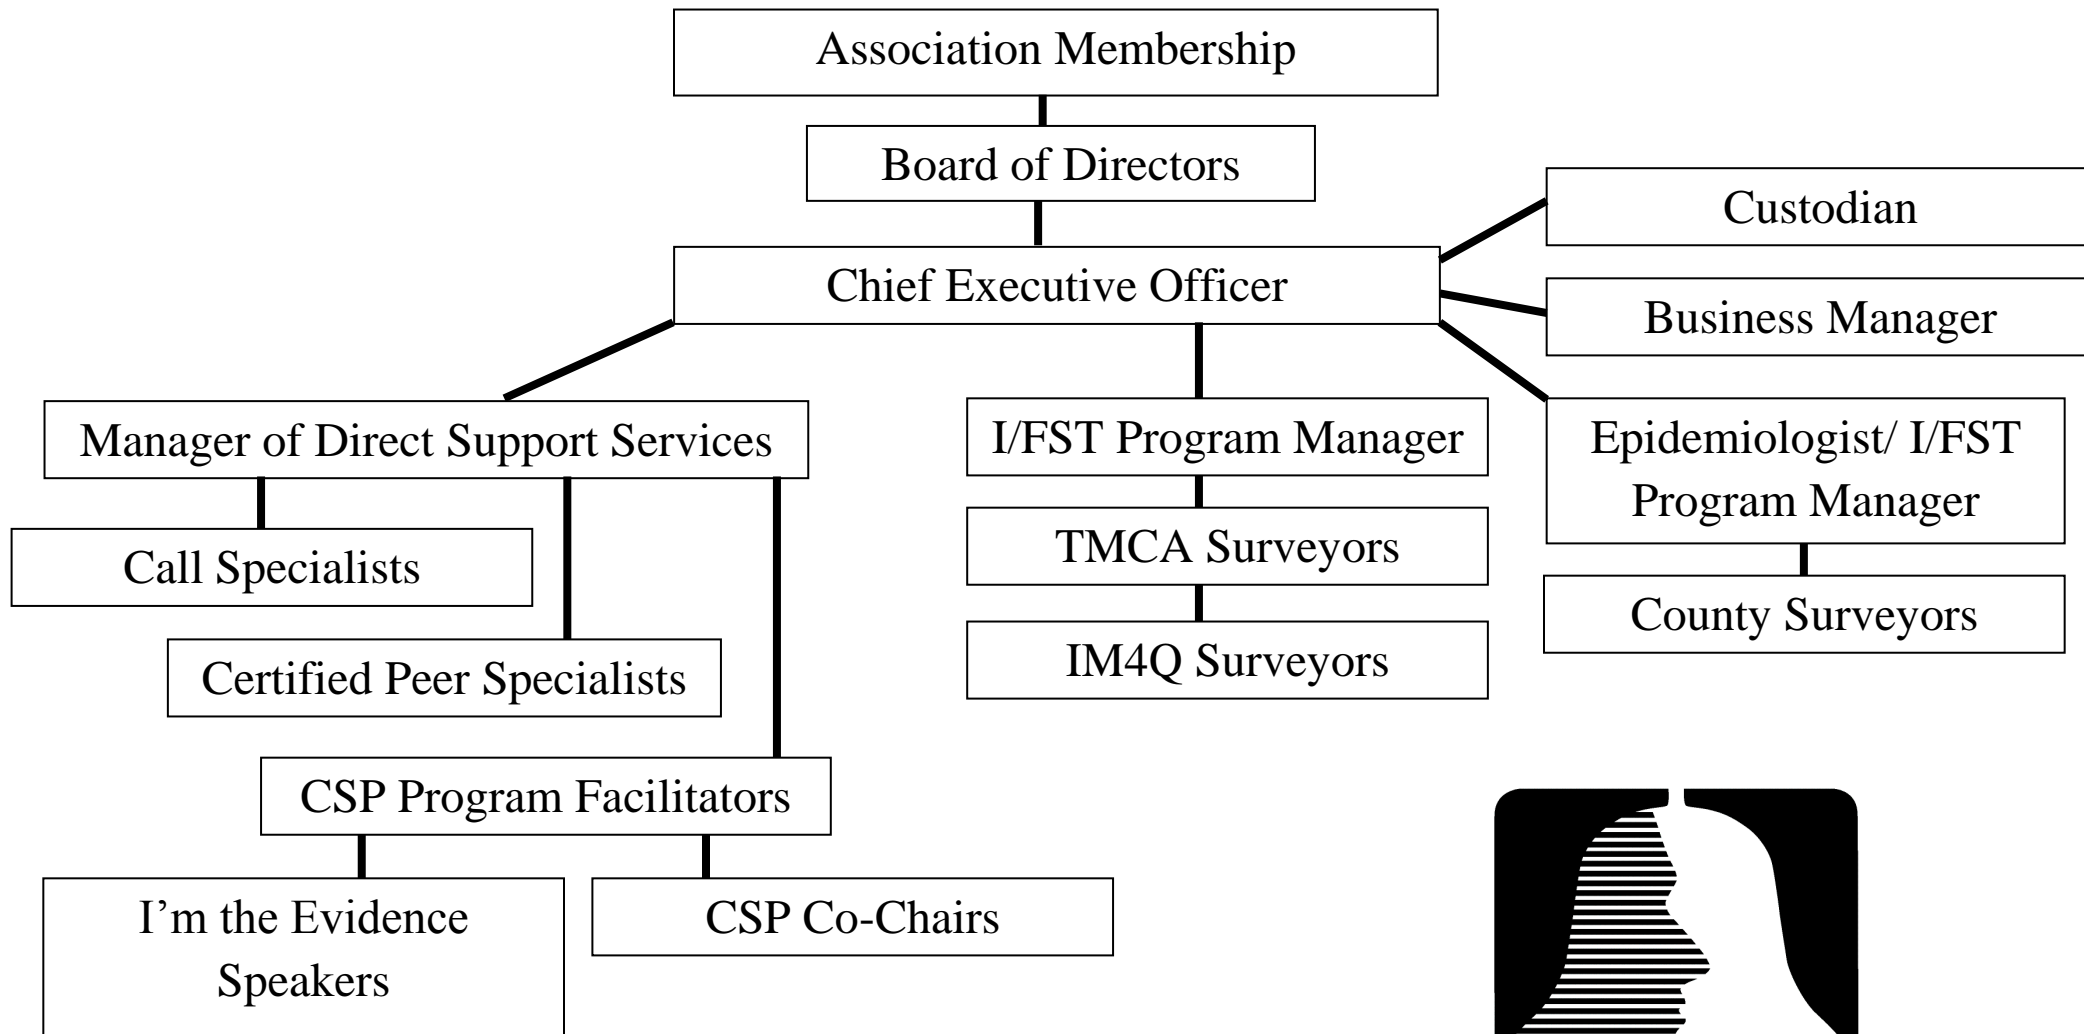 Association Membership
Board of Directors
Custodian
Chief Executive Officer
Business Manager
Manager of Direct Support Services
I/FST Program Manager
Epidemiologist/ I/FST
Program Manager
Call Specialists
TMCA Surveyors
County Surveyors
Certified Peer Specialists
IM4Q Surveyors
CSP Program Facilitators
I’m the Evidence
Speakers
CSP Co-Chairs